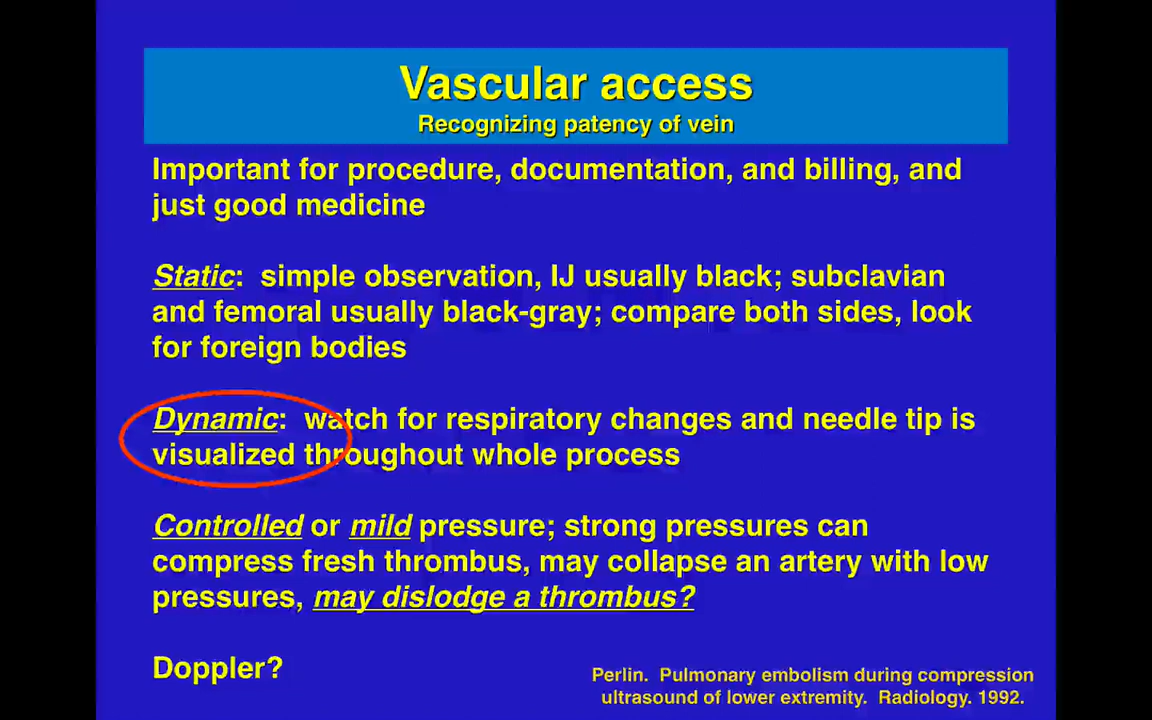 Vascular access
Recognizing patency of vein
Important for procedure, documentation, and billing, and
just good medicine
Static: simple observation, IJ usually black; subclavian
and femoral usually black-gray; compare both sides, look
for foreign bodies
Dynamic: watch for respiratory changes and needle tip is
visualized throughout whole process
Controlled or mild pressure; strong pressures can
compress fresh thrombus, may collapse an artery with low
pressures, may dislodge a thrombus?
Doppler?
Perlin. Pulmonary embolism during compression
ultrasound of lower extremity. Radiology. 1992.